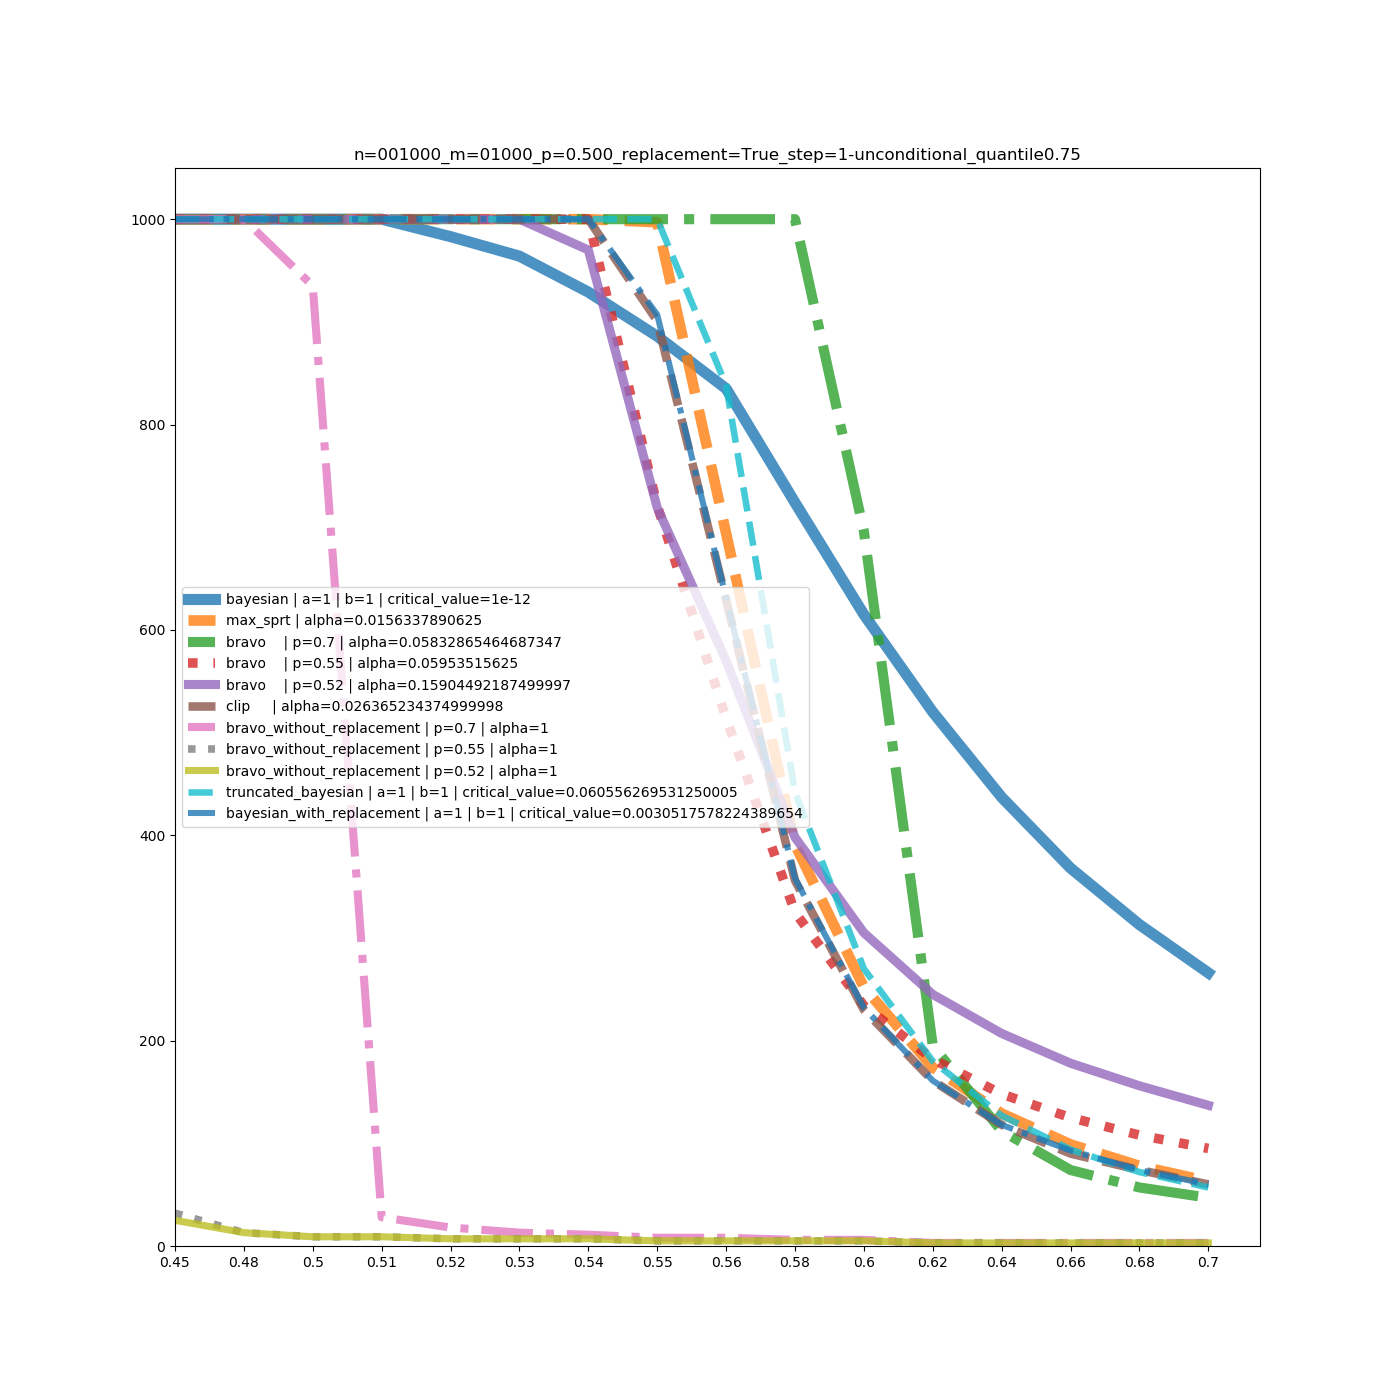 n=001000_m=01000_p=0.500_replacement=True_step=1-unconditional_quantile0.75
1000
800
600
400
200
0
bayesian | a=1 | b=1 | critical_value=1e-12
max_sprt | alpha=0.0156337890625
bravo | p=0.7 | alpha=0.05832865464687347
bravo | p=0.55 | alpha=0.05953515625
bravo | p=0.52 | alpha=0.15904492187499997
clip | alpha=0.026365234374999998
bravo_without_replacement | p=0.7 | alpha=1
bravo_without_replacement | p=0.55 | alpha=1
bravo_without_replacement | p=0.52 | alpha=1
truncated_bayesian | a=1 | b=1 | critical_value=0.060556269531250005
bayesian_with_replacement | a=1 | b=1 | critical_value=0.0030517578224389654
0.45 0.48 0.5 0.51 0.52 0.53 0.54 0.55 0.56 0.58 0.6 0.62 0.64 0.66 0.68 0.7